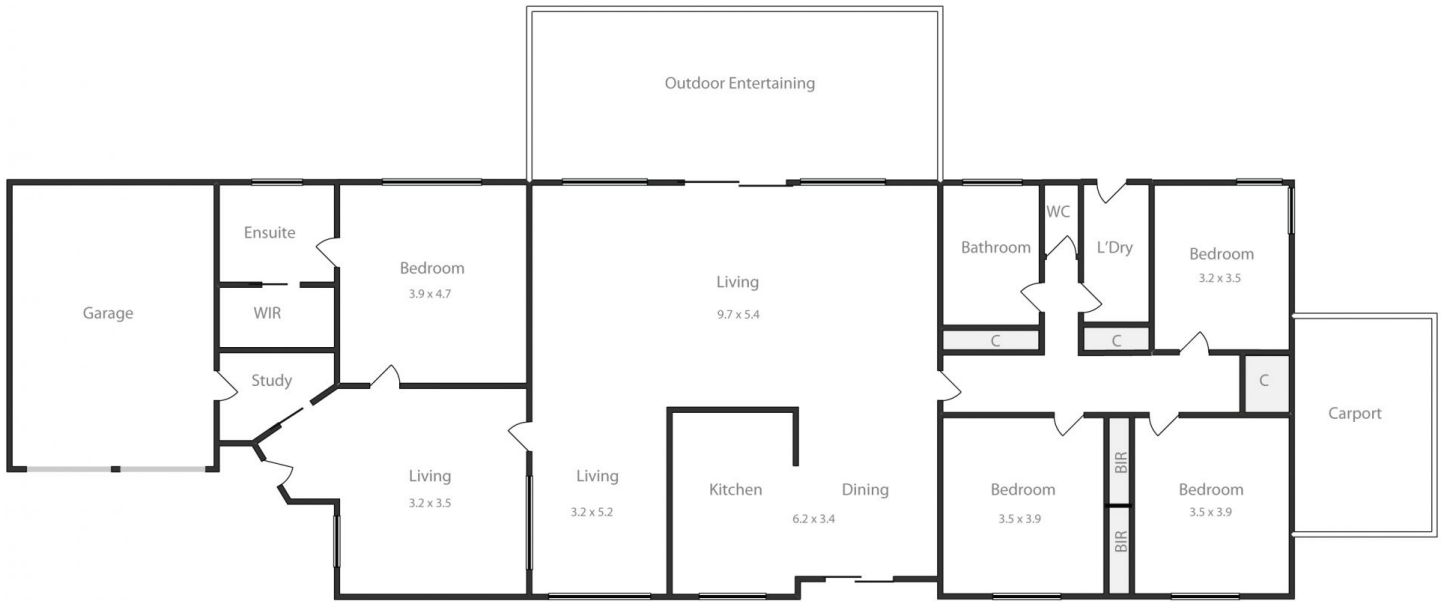 Outdoor Entertaining
Garage
Ensuite
WIR
Study
Bedroom
3.9 x 4.7
Living
3.2 x 3.5
Living
9.7 x 5.4
Living
3.2 x 5.2
Kitchen
Dining
6.2 x 3.4
Bathroom
WC
L'Dry
C
C
Bedroom
3.2 x 3.5
C
Bedroom
3.5 x 3.9
BIR
BIR
Bedroom
3.5 x 3.9
Carport